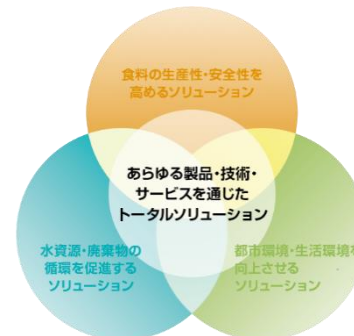 食料の生産性・安全性を
高めるソリューション
あらゆる製品・技術・
サービスを通じた
トータルソリューション
水資源・廃棄物の
循環を促進する
ソリューション
都市環境・生活環境を
向上させる
ソリューション